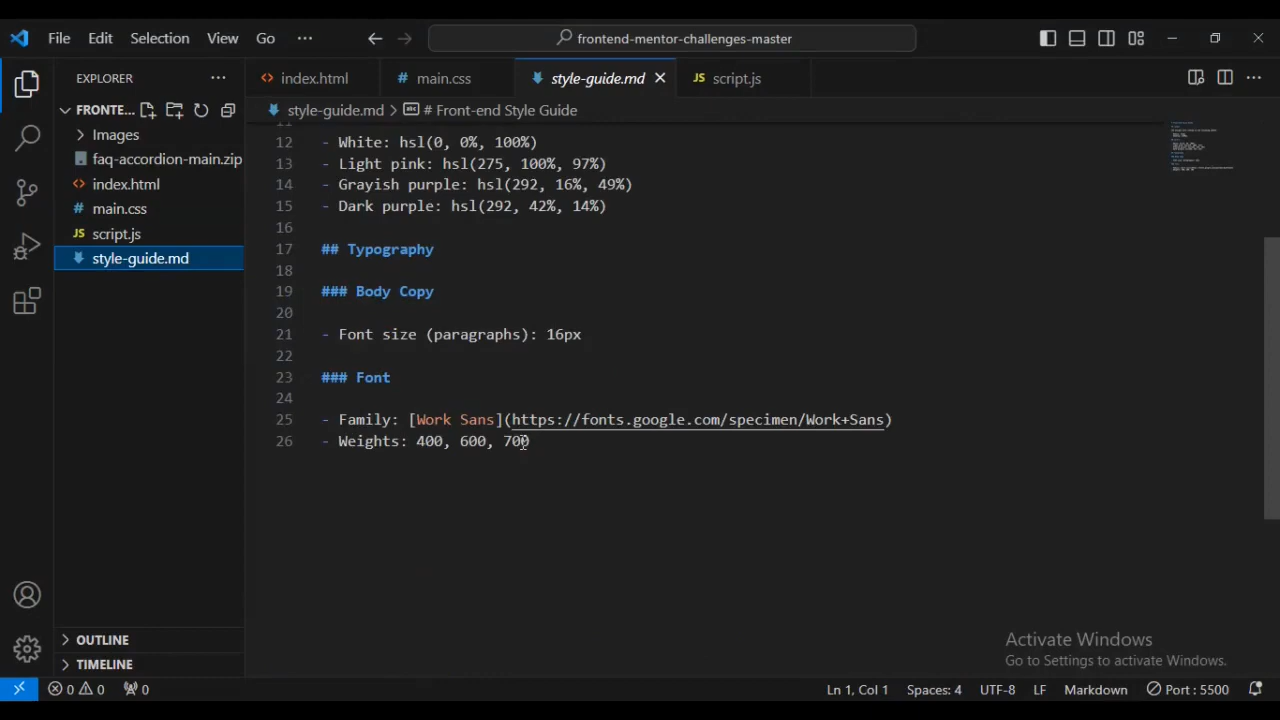 File Edit Selection View Go ··· frontend-mentor-challenges-master
EXPLORER ···
index.html
# main.css
style-guide.md
JS script.js
FRONTE...
Images
faq-accordion-main.zip
index.html
# main.css
JS script.js
style-guide.md
style-guide.md > # Front-end Style Guide
12 - White: hsl(0, 0%, 100%)
13 - Light pink: hsl(275, 100%, 97%)
14 - Grayish purple: hsl(292, 16%, 49%)
15 - Dark purple: hsl(292, 42%, 14%)
16
17 ## Typography
18
19 ### Body Copy
20
21 - Font size (paragraphs): 16px
22
23 ### Font
24
25 - Family: [Work Sans](https://fonts.google.com/specimen/Work+Sans)
26 - Weights: 400, 600, 700
OUTLINE
TIMELINE
Activate Windows
Go to Settings to activate Windows.
0 0 0 Ln 1, Col 1 Spaces: 4 UTF-8 LF Markdown Port : 5500